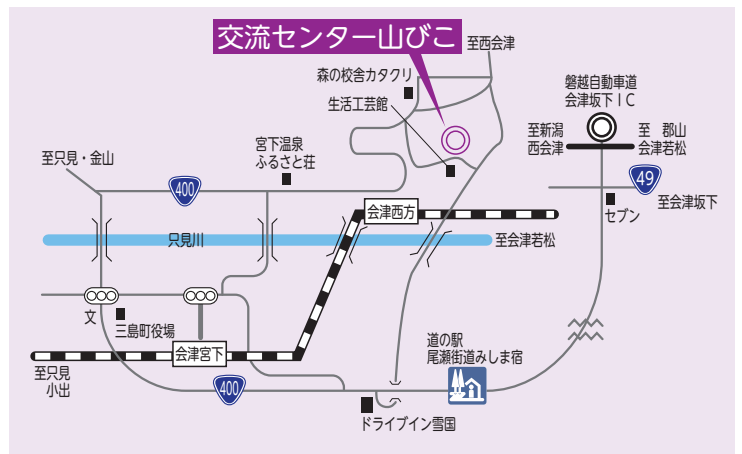 交流センター山びこ
至西会津
森の校舎カタクリ
生活工芸館
磐越自動車道
会津坂下IC
至新潟
西会津
至 郡山
会津若松
宮下温泉
ふるさと荘
至只見・金山
400
49
至会津坂下
セブン
会津西方
只見川
至会津若松
文
三島町役場
会津宮下
至只見
小出
400
道の駅
尾瀬街道みしま宿
ドライブイン雪国